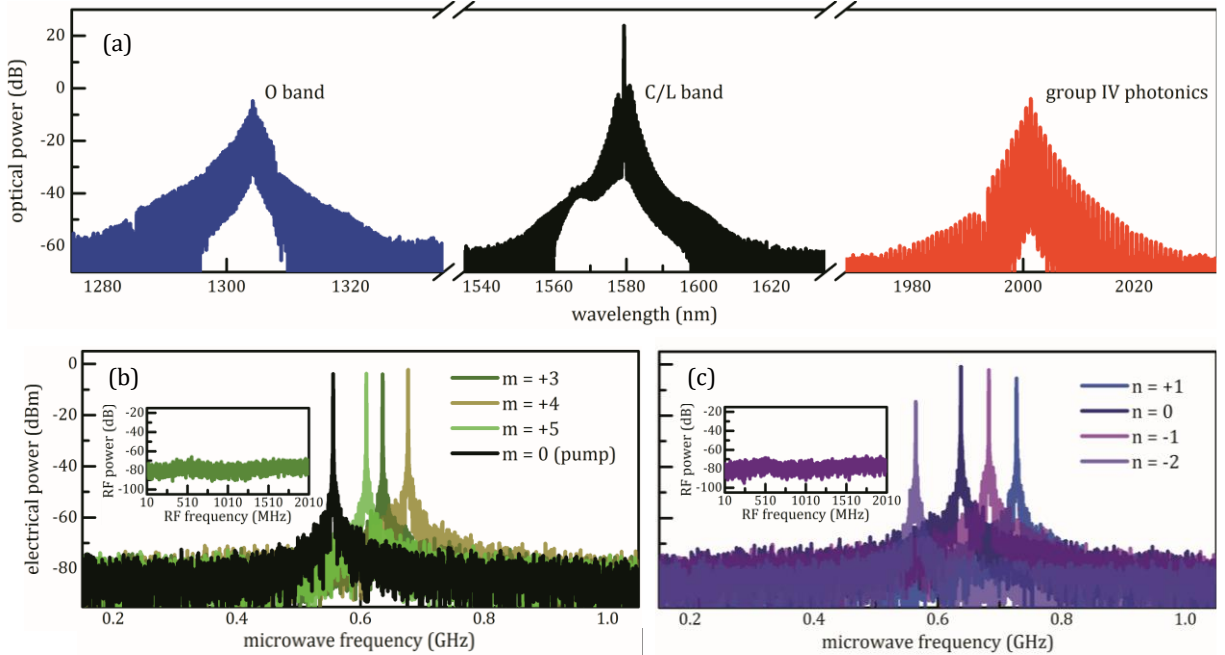 (a)
O band
C/L band
group IV photonics
optical power (dB)
20
0
-20
-40
-60
1280 1300 1320 1540 1560 1580 1600 1620 1980 2000 2020
wavelength (nm)
(b)
m = +3
m = +4
m = +5
m = 0 (pump)
electrical power (dBm)
0
-20
-40
-60
-80
RF power (dB)
-20
-40
-60
-80
-100
10 510 1010 1510 2010
RF frequency (MHz)
0.2 0.4 0.6 0.8 1.0
microwave frequency (GHz)
(c)
n = +1
n = 0
n = -1
n = -2
RF power (dB)
-20
-40
-60
-80
-100
10 510 1010 1510 2010
RF frequency (MHz)
0.2 0.4 0.6 0.8 1.0
microwave frequency (GHz)